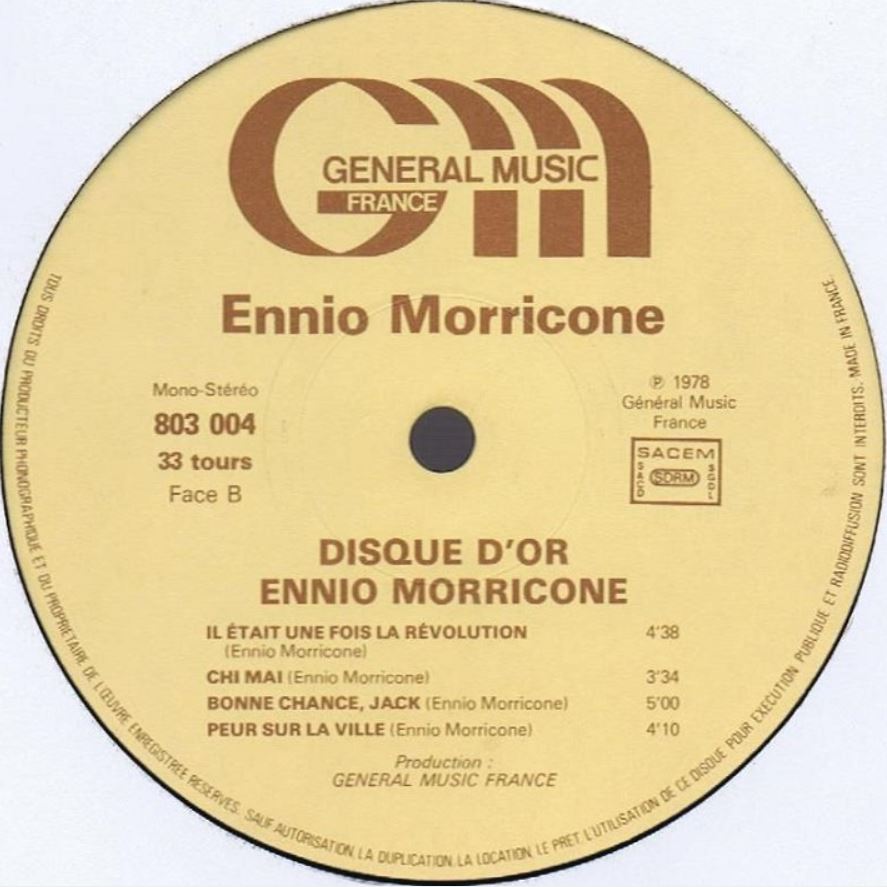 GENERAL MUSIC
FRANCE
Ennio Morricone
Mono-Stéréo
803 004
33 tours
Face B
℗ 1978
Général Music
France
SACEM
SACD
SDRM
SGDL
DISQUE D'OR
ENNIO MORRICONE
IL ÉTAIT UNE FOIS LA RÉVOLUTION 4'38
(Ennio Morricone)
CHI MAI (Ennio Morricone) 3'34
BONNE CHANCE, JACK (Ennio Morricone) 5'00
PEUR SUR LA VILLE (Ennio Morricone) 4'10
Production :
GENERAL MUSIC FRANCE
TOUS DROITS DU PRODUCTEUR PHONOGRAPHIQUE ET DU PROPRIETAIRE DE L'ŒUVRE ENREGISTREE RESERVES. SAUF AUTORISATION, LA DUPLICATION, LA LOCATION, LE PRET, L'UTILISATION DE CE DISQUE POUR EXECUTION PUBLIQUE ET RADIODIFFUSION SONT INTERDITS. MADE IN FRANCE.